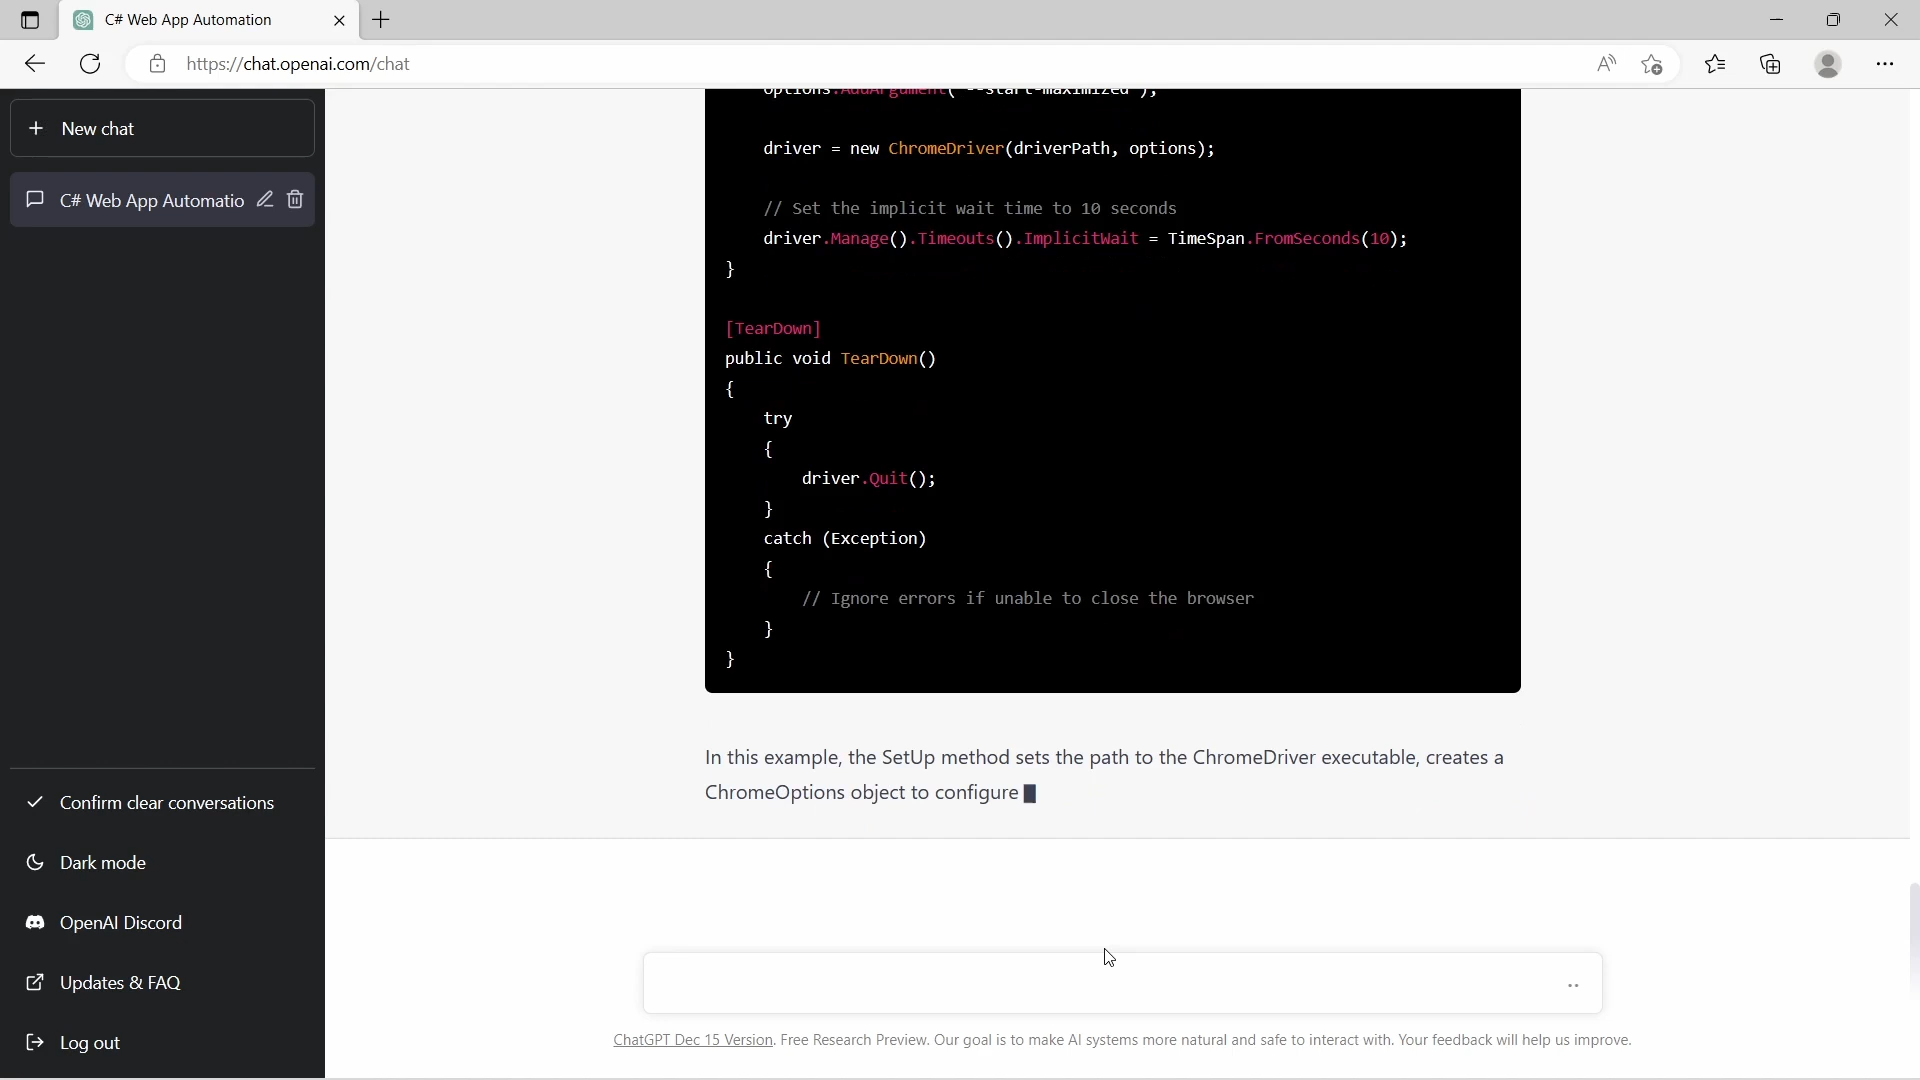 C# Web App Automation
https://chat.openai.com/chat
New chat
C# Web App Automatio
Confirm clear conversations
Dark mode
OpenAI Discord
Updates & FAQ
Log out
options.AddArgument("--start-maximized");
driver = new ChromeDriver(driverPath, options);
// Set the implicit wait time to 10 seconds
driver.Manage().Timeouts().ImplicitWait = TimeSpan.FromSeconds(10);
}
[TearDown]
public void TearDown()
{
try
{
driver.Quit();
}
catch (Exception)
{
// Ignore errors if unable to close the browser
}
}
In this example, the SetUp method sets the path to the ChromeDriver executable, creates a
ChromeOptions object to configure
ChatGPT Dec 15 Version. Free Research Preview. Our goal is to make AI systems more natural and safe to interact with. Your feedback will help us improve.